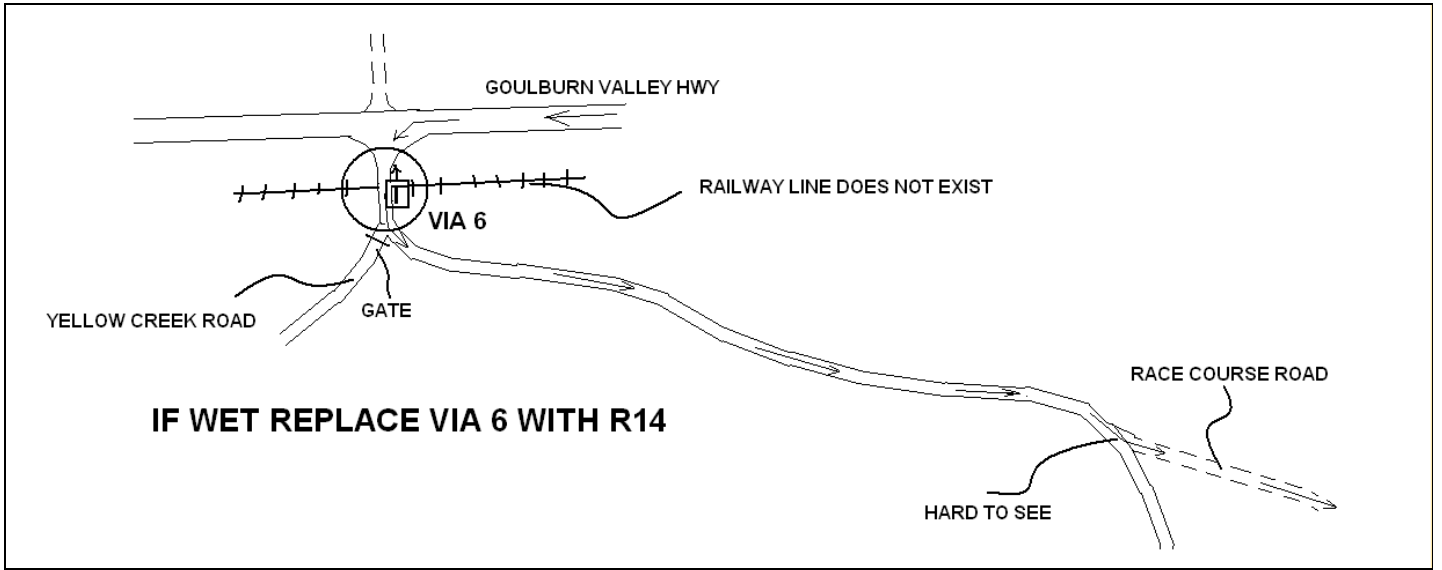 GOULBURN VALLEY HWY
RAILWAY LINE DOES NOT EXIST
VIA 6
GATE
YELLOW CREEK ROAD
RACE COURSE ROAD
IF WET REPLACE VIA 6 WITH R14
HARD TO SEE